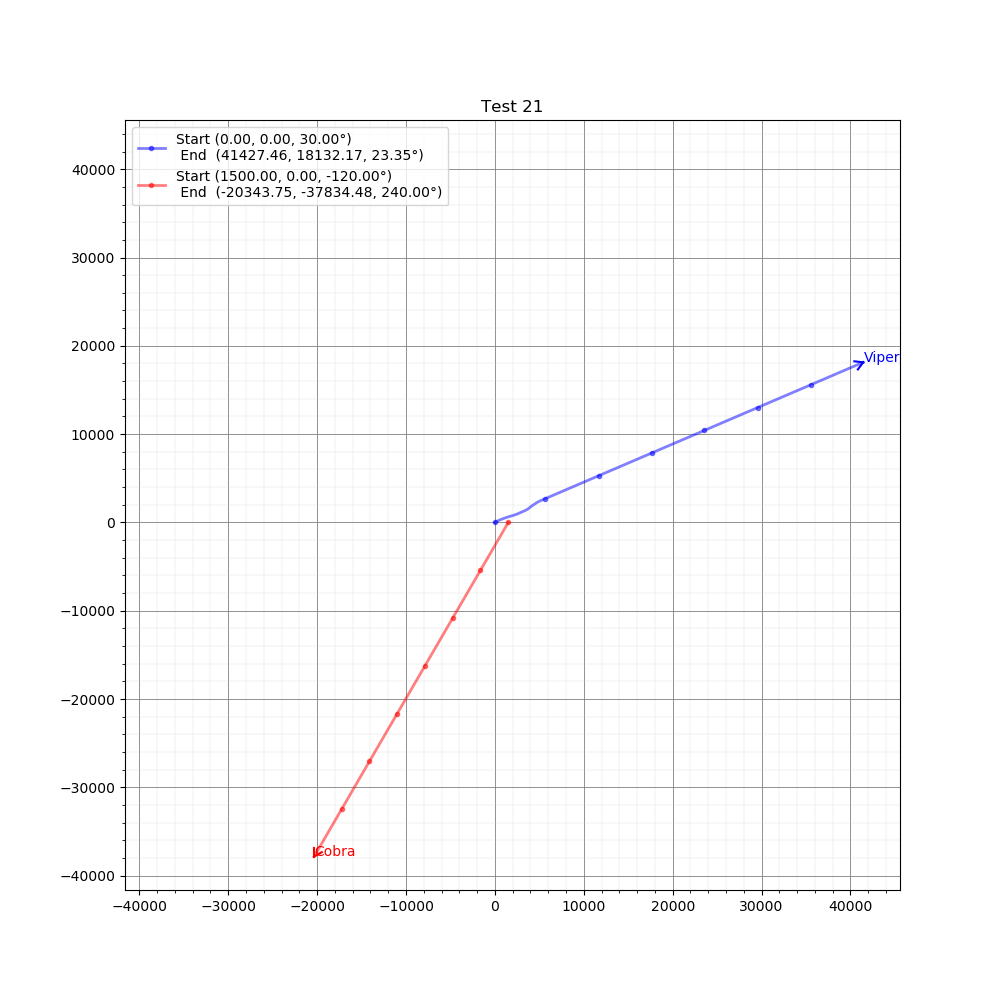 Test 21
Start (0.00, 0.00, 30.00°)
End (41427.46, 18132.17, 23.35°)
Start (1500.00, 0.00, -120.00°)
End (-20343.75, -37834.48, 240.00°)
40000
30000
20000
Viper
10000
0
−10000
−20000
−30000
Cobra
−40000
−40000 −30000 −20000 −10000 0 10000 20000 30000 40000